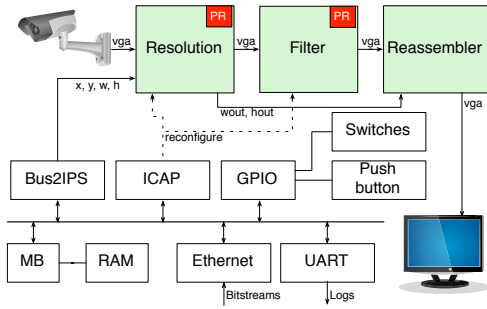 PR
PR
vga
Resolution
vga
Filter
vga
Reassembler
x, y, w, h
wout, hout
vga
reconfigure
Switches
Bus2IPS
ICAP
GPIO
Push
button
MB
RAM
Ethernet
UART
Bitstreams
Logs